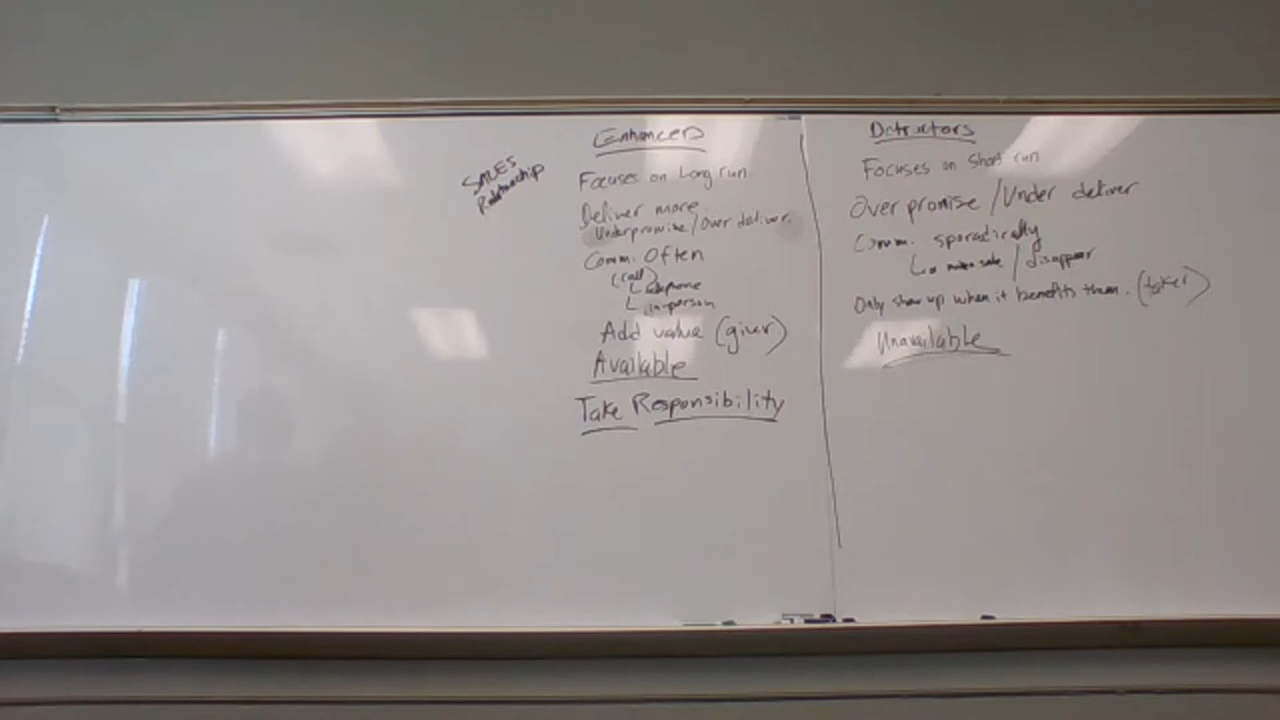 SALES
Relationship
Enhancers
Focuses on Long run
Deliver more
Underpromise/Over deliver.
Comm. Often
(call)
telephone
in-person
Add value (giver)
Available
Take Responsibility
Detractors
Focuses on Short run
Over promise / Under deliver
Comm. sporadically
sale / disappear
Only show up when it benefits them. (taker)
Unavailable